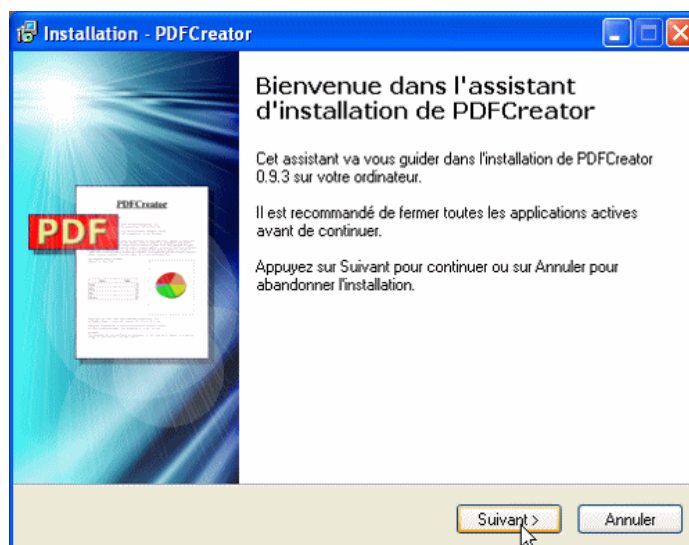 Installation - PDFCreator
Bienvenue dans l'assistant
d'installation de PDFCreator
Cet assistant va vous guider dans l'installation de PDFCreator
0.9.3 sur votre ordinateur.
Il est recommandé de fermer toutes les applications actives
avant de continuer.
Appuyez sur Suivant pour continuer ou sur Annuler pour
abandonner l'installation.
PDFCreator
PDF
Suivant >
Annuler